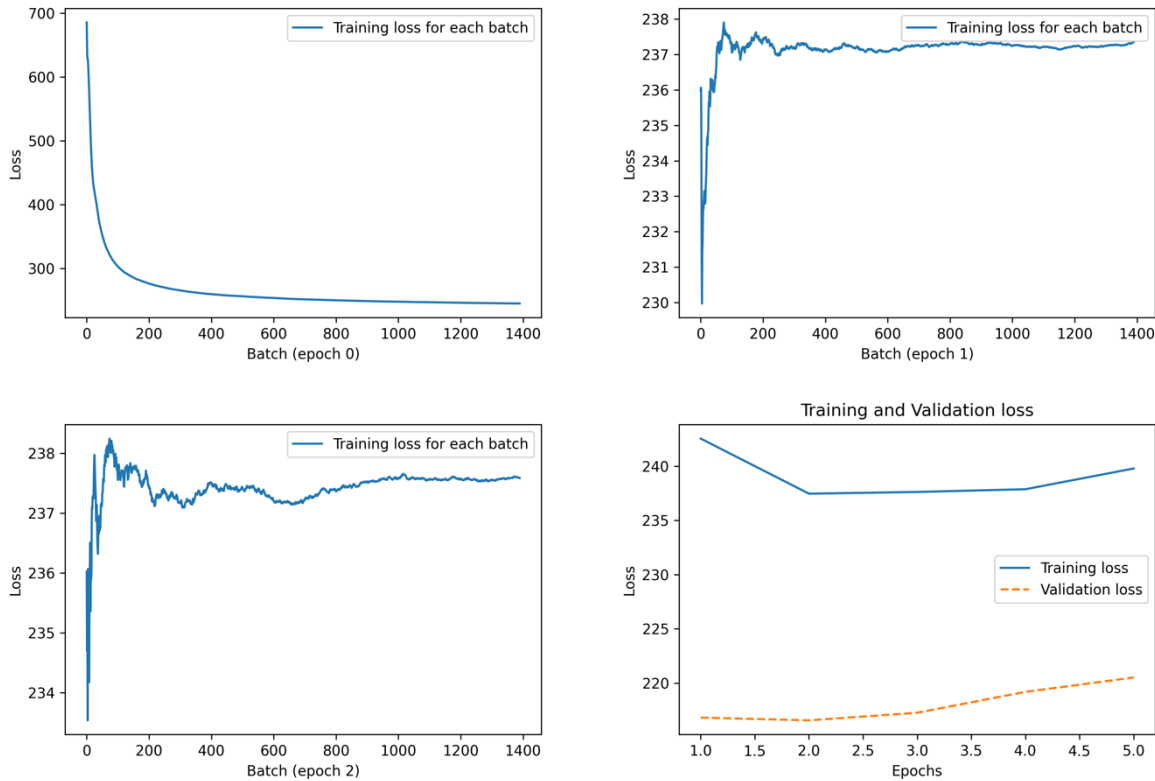 700
600
500
400
300
Loss
Training loss for each batch
0 200 400 600 800 1000 1200 1400
Batch (epoch 0)
238
237
236
235
234
233
232
231
230
Loss
Training loss for each batch
0 200 400 600 800 1000 1200 1400
Batch (epoch 1)
238
237
236
235
234
Loss
Training loss for each batch
0 200 400 600 800 1000 1200 1400
Batch (epoch 2)
Training and Validation loss
240
235
230
225
220
Loss
Training loss
Validation loss
1.0 1.5 2.0 2.5 3.0 3.5 4.0 4.5 5.0
Epochs